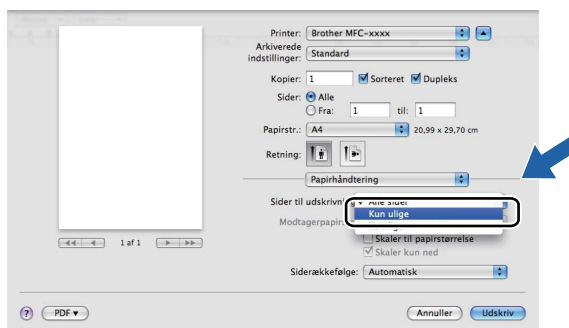 Printer: Brother MFC-xxxx
Arkiverede indstillinger: Standard
Kopier: 1 Sorteret Dupleks
Sider: Alle
Fra: 1 til: 1
Papirstr.: A4 20,99 x 29,70 cm
Retning:
Papirhåndtering
Sider til udskrivn Alle sider
Kun ulige
Modtagerpapir
Skaler til papirstørrelse
Skaler kun ned
1 af 1
Siderækkefølge: Automatisk
? PDF Annuller Udskriv